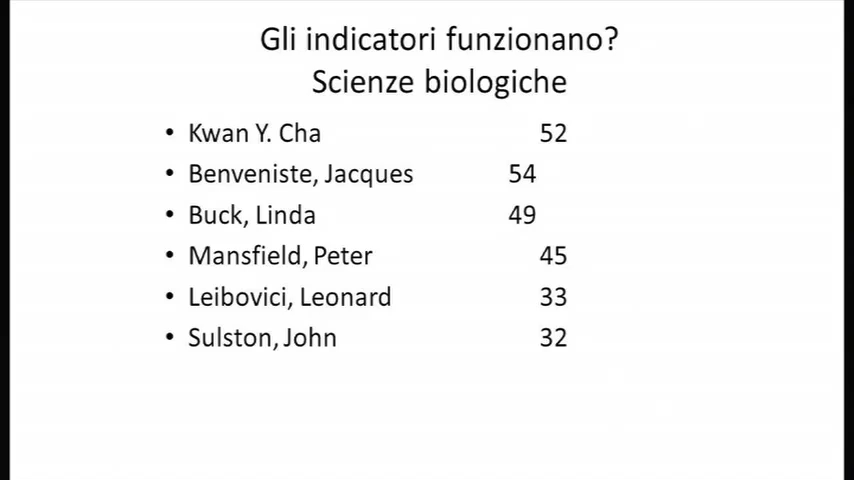 Gli indicatori funzionano?
Scienze biologiche
• Kwan Y. Cha 52
• Benveniste, Jacques 54
• Buck, Linda 49
• Mansfield, Peter 45
• Leibovici, Leonard 33
• Sulston, John 32